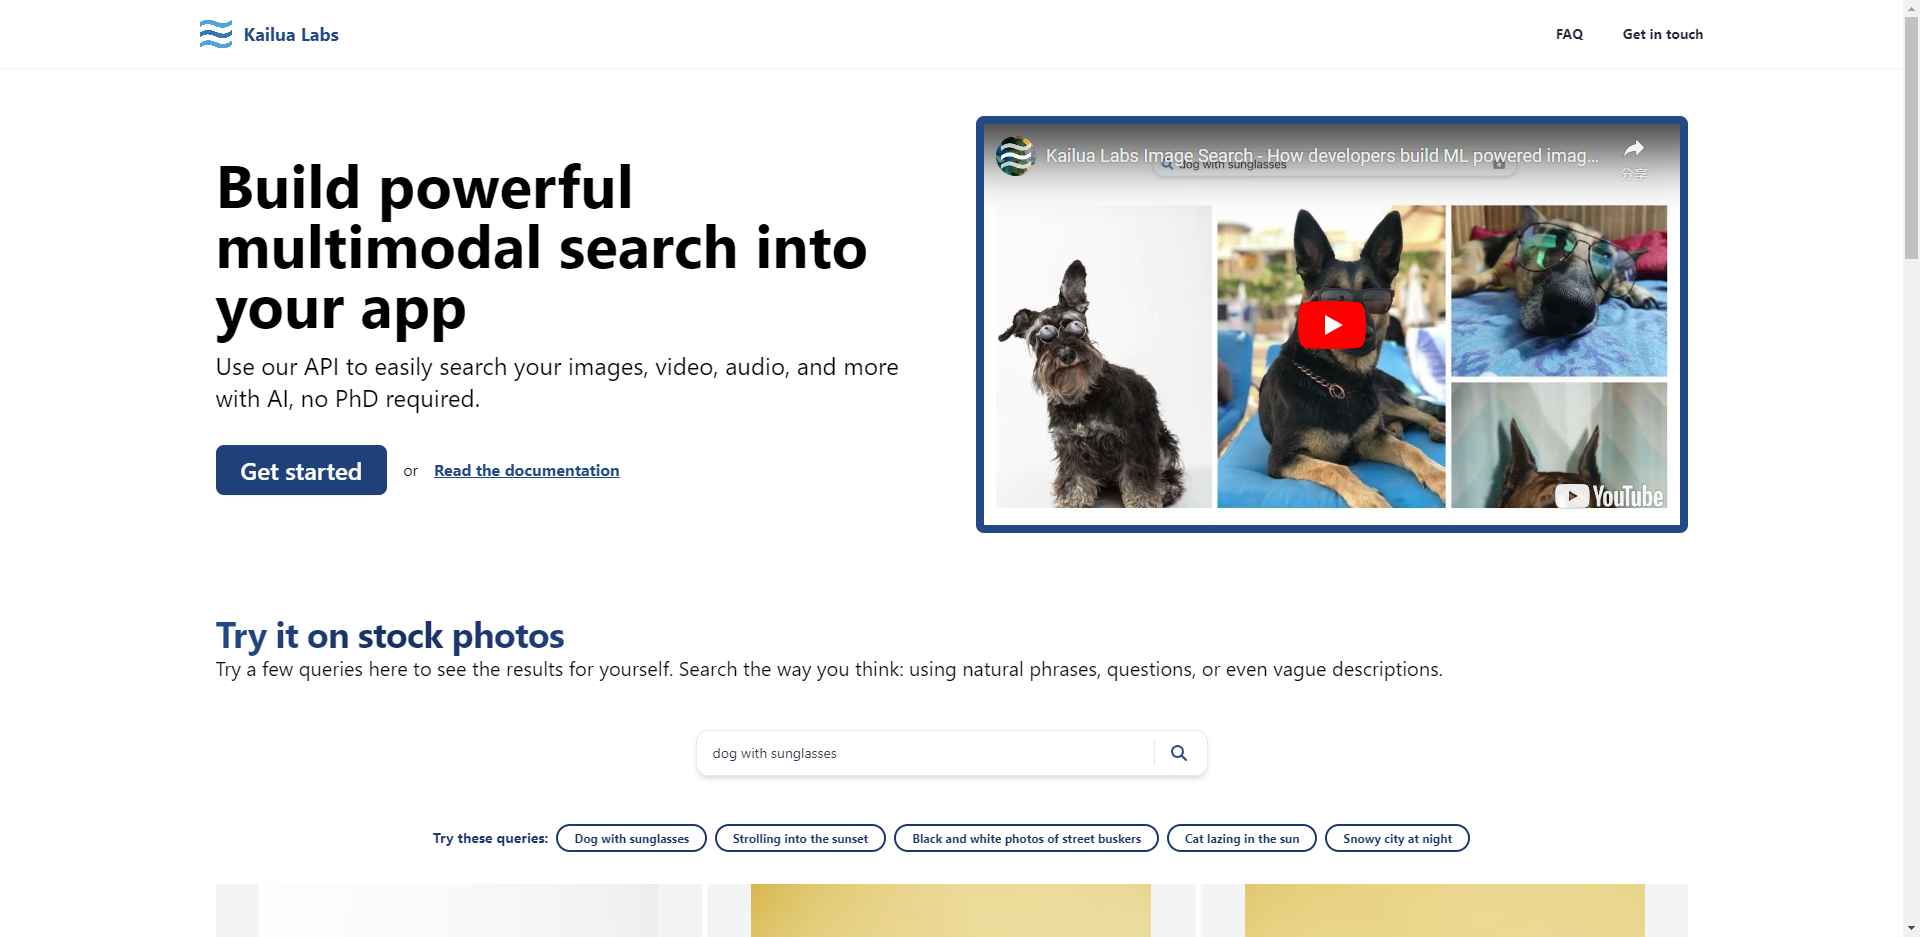 Kailua Labs
FAQ
Get in touch
Build powerful
multimodal search into
your app
Use our API to easily search your images, video, audio, and more
with AI, no PhD required.
Get started
or
Read the documentation
Kailua Labs Image Search - How developers build ML powered imag...
分享
dog with sunglasses
YouTube
Try it on stock photos
Try a few queries here to see the results for yourself. Search the way you think: using natural phrases, questions, or even vague descriptions.
dog with sunglasses
Try these queries:
Dog with sunglasses
Strolling into the sunset
Black and white photos of street buskers
Cat lazing in the sun
Snowy city at night